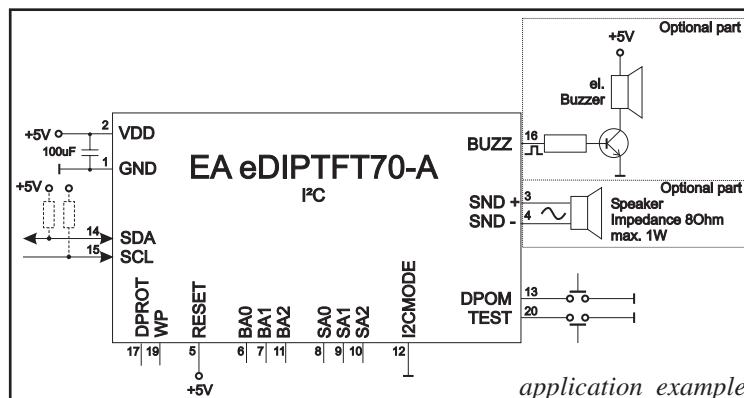 Optional part
+5V
el.
Buzzer
2
VDD
+5V
100uF
1
GND
EA eDIPTFT70-A
I²C
BUZZ
16
+5V
SND +
3
SND -
4
Optional part
Speaker
Impedance 8Ohm
max. 1W
14
SDA
15
SCL
DPOM
13
TEST
20
DPROT
WP
RESET
BA0
BA1
BA2
SA0
SA1
SA2
I2CMODE
17
19
5
6
7
11
8
9
10
12
+5V
application example